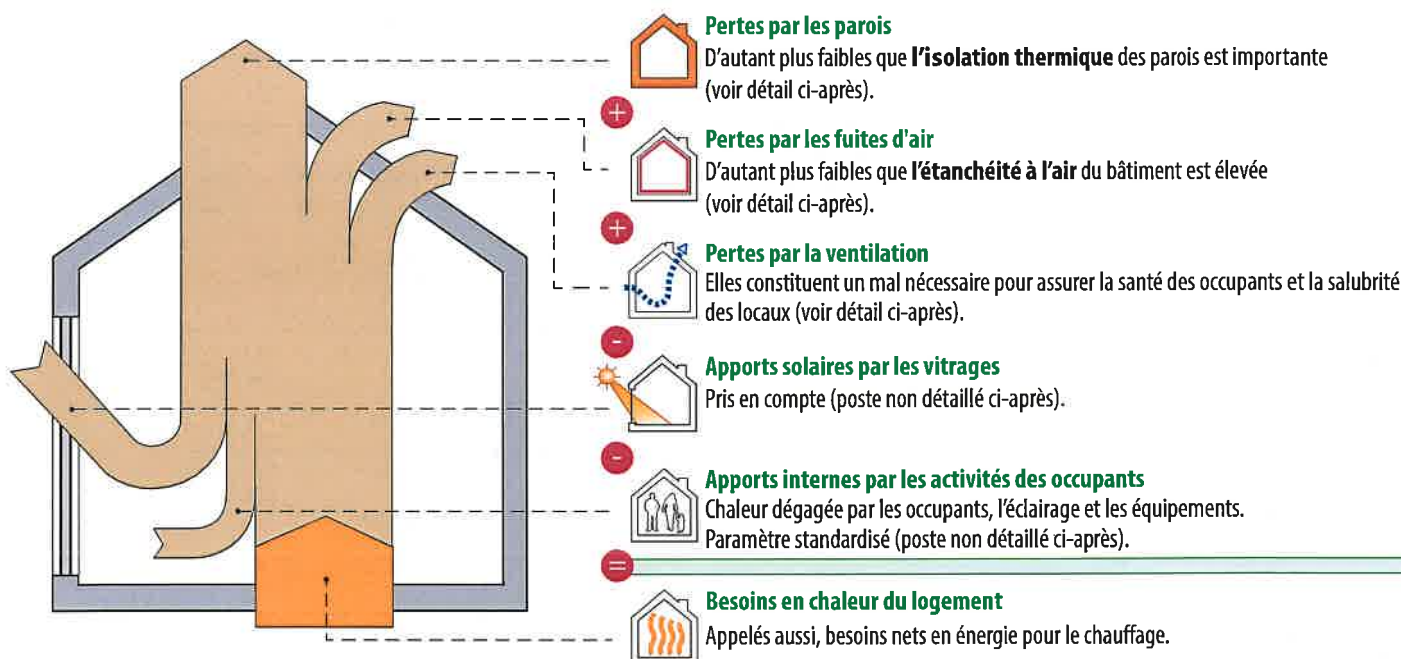 Pertes par les parois
D'autant plus faibles que l'isolation thermique des parois est importante
(voir détail ci-après).
+
Pertes par les fuites d'air
D'autant plus faibles que l'étanchéité à l'air du bâtiment est élevée
(voir détail ci-après).
+
Pertes par la ventilation
Elles constituent un mal nécessaire pour assurer la santé des occupants et la salubrité
des locaux (voir détail ci-après).
-
Apports solaires par les vitrages
Pris en compte (poste non détaillé ci-après).
-
Apports internes par les activités des occupants
Chaleur dégagée par les occupants, l'éclairage et les équipements.
Paramètre standardisé (poste non détaillé ci-après).
=
Besoins en chaleur du logement
Appelés aussi, besoins nets en énergie pour le chauffage.